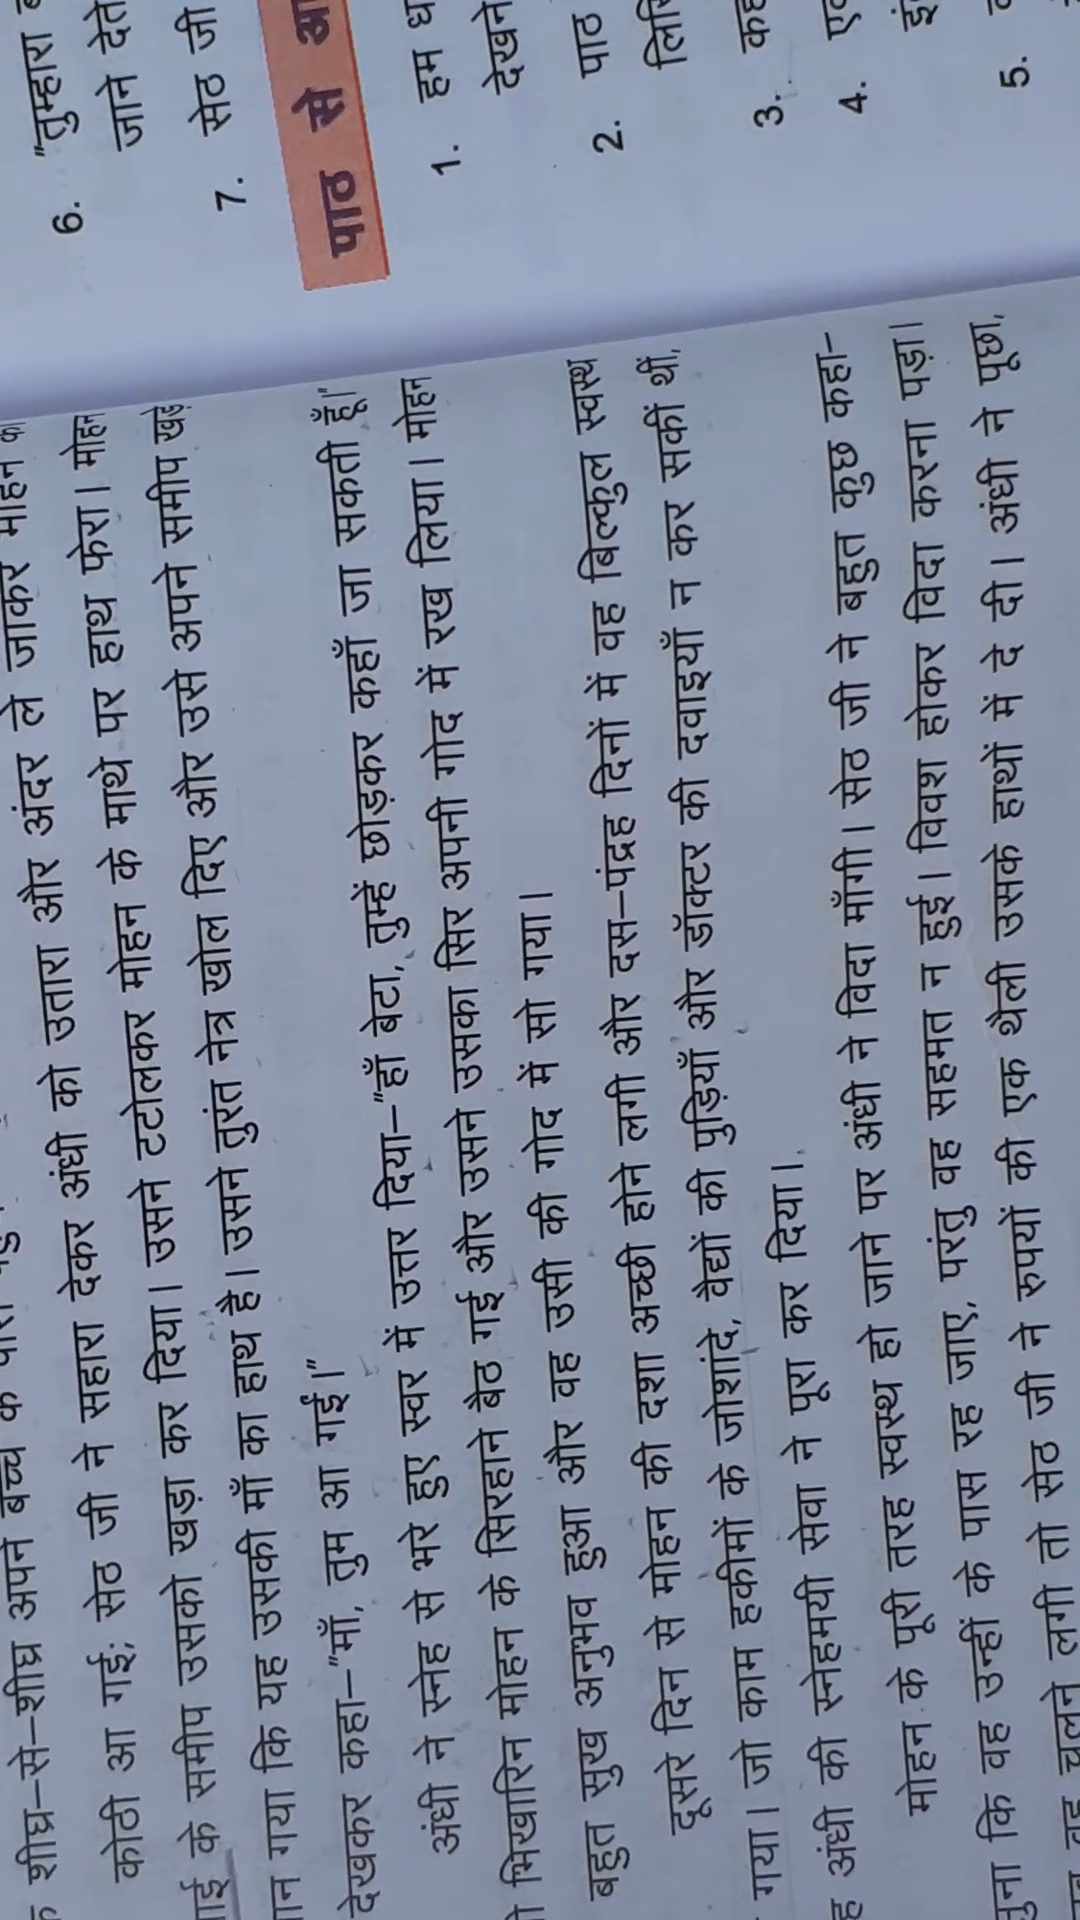 शीघ्र–से–शीघ्र अपने बच्चे के
कोठी आ गई; सेठ जी ने सहारा देकर अंधी को उतारा और अंदर ले जाकर मोहन
के समीप उसको खड़ा कर दिया। उसने टटोलकर मोहन के माथे पर हाथ फेरा। मोहन
गया कि यह उसकी माँ का हाथ है। उसने तुरंत नेत्र खोल दिए और उसे अपने समीप खड़े
देखकर कहा–"माँ, तुम आ गईं।"
अंधी ने स्नेह से भरे हुए स्वर में उत्तर दिया–"हाँ बेटा, तुम्हें छोड़कर कहाँ जा सकती हूँ।"
भिखारिन मोहन के सिरहाने बैठ गई और उसने उसका सिर अपनी गोद में रख लिया। मोहन
बहुत सुख अनुभव हुआ और वह उसी की गोद में सो गया।
दूसरे दिन से मोहन की दशा अच्छी होने लगी और दस–पंद्रह दिनों में वह बिल्कुल स्वस्थ
गया। जो काम हकीमों के जोशांदे, वैद्यों की पुड़ियाँ और डॉक्टर की दवाइयाँ न कर सकी थी,
अंधी की स्नेहमयी सेवा ने पूरा कर दिया।
मोहन के पूरी तरह स्वस्थ हो जाने पर अंधी ने विदा माँगी। सेठ जी ने बहुत कुछ कहा–
कि वह उन्हीं के पास रह जाए, परंतु वह सहमत न हुई। विवश होकर विदा करना पड़ा।
चलने लगी तो सेठ जी ने रुपयों की एक थैली उसके हाथों में दे दी। अंधी ने पूछा,
6. "तुम्हारा
जाने देते
7. सेठ जी
पाठ से
1. हम
देखने
2. पाठ
3.
4.
5.